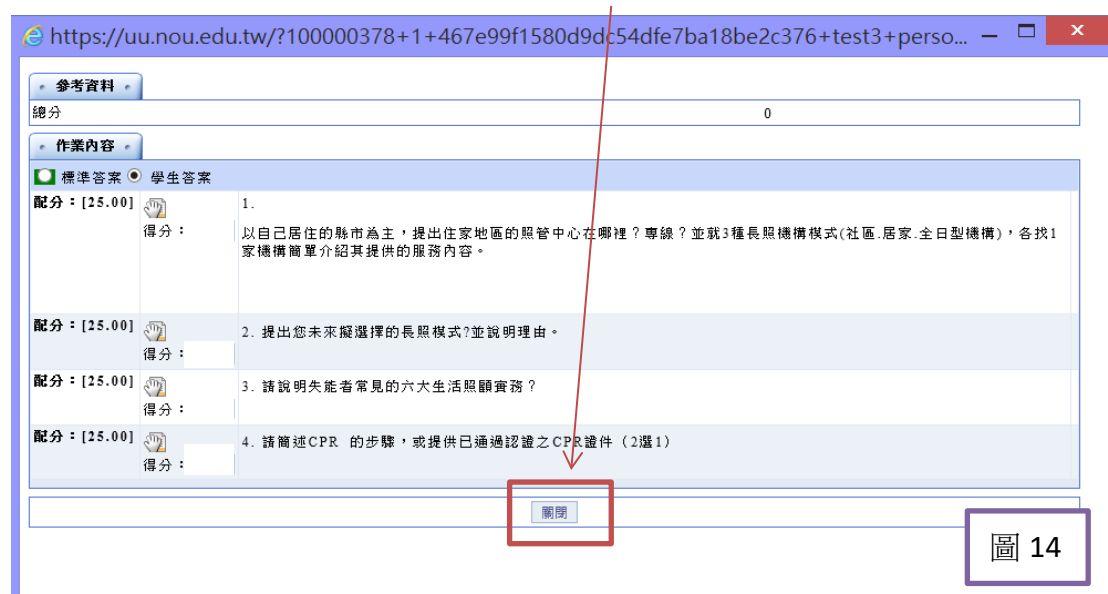 https://uu.nou.edu.tw/?100000378+1+467e99f1580d9dc54dfe7ba18be2c376+test3+perso...
參考資料
總分 0
作業內容
標準答案 學生答案
配分：[25.00] 1.
得分：
以自己居住的縣市為主，提出住家地區的照管中心在哪裡？專線？並就3種長照機構模式(社區.居家.全日型機構)，各找1
家機構簡單介紹其提供的服務內容。
配分：[25.00] 2. 提出您未來擬選擇的長照模式?並說明理由。
得分：
配分：[25.00] 3. 請說明失能者常見的六大生活照顧實務？
得分：
配分：[25.00] 4. 請簡述CPR 的步驟，或提供已通過認證之CPR證件（2選1）
得分：
關閉
圖 14